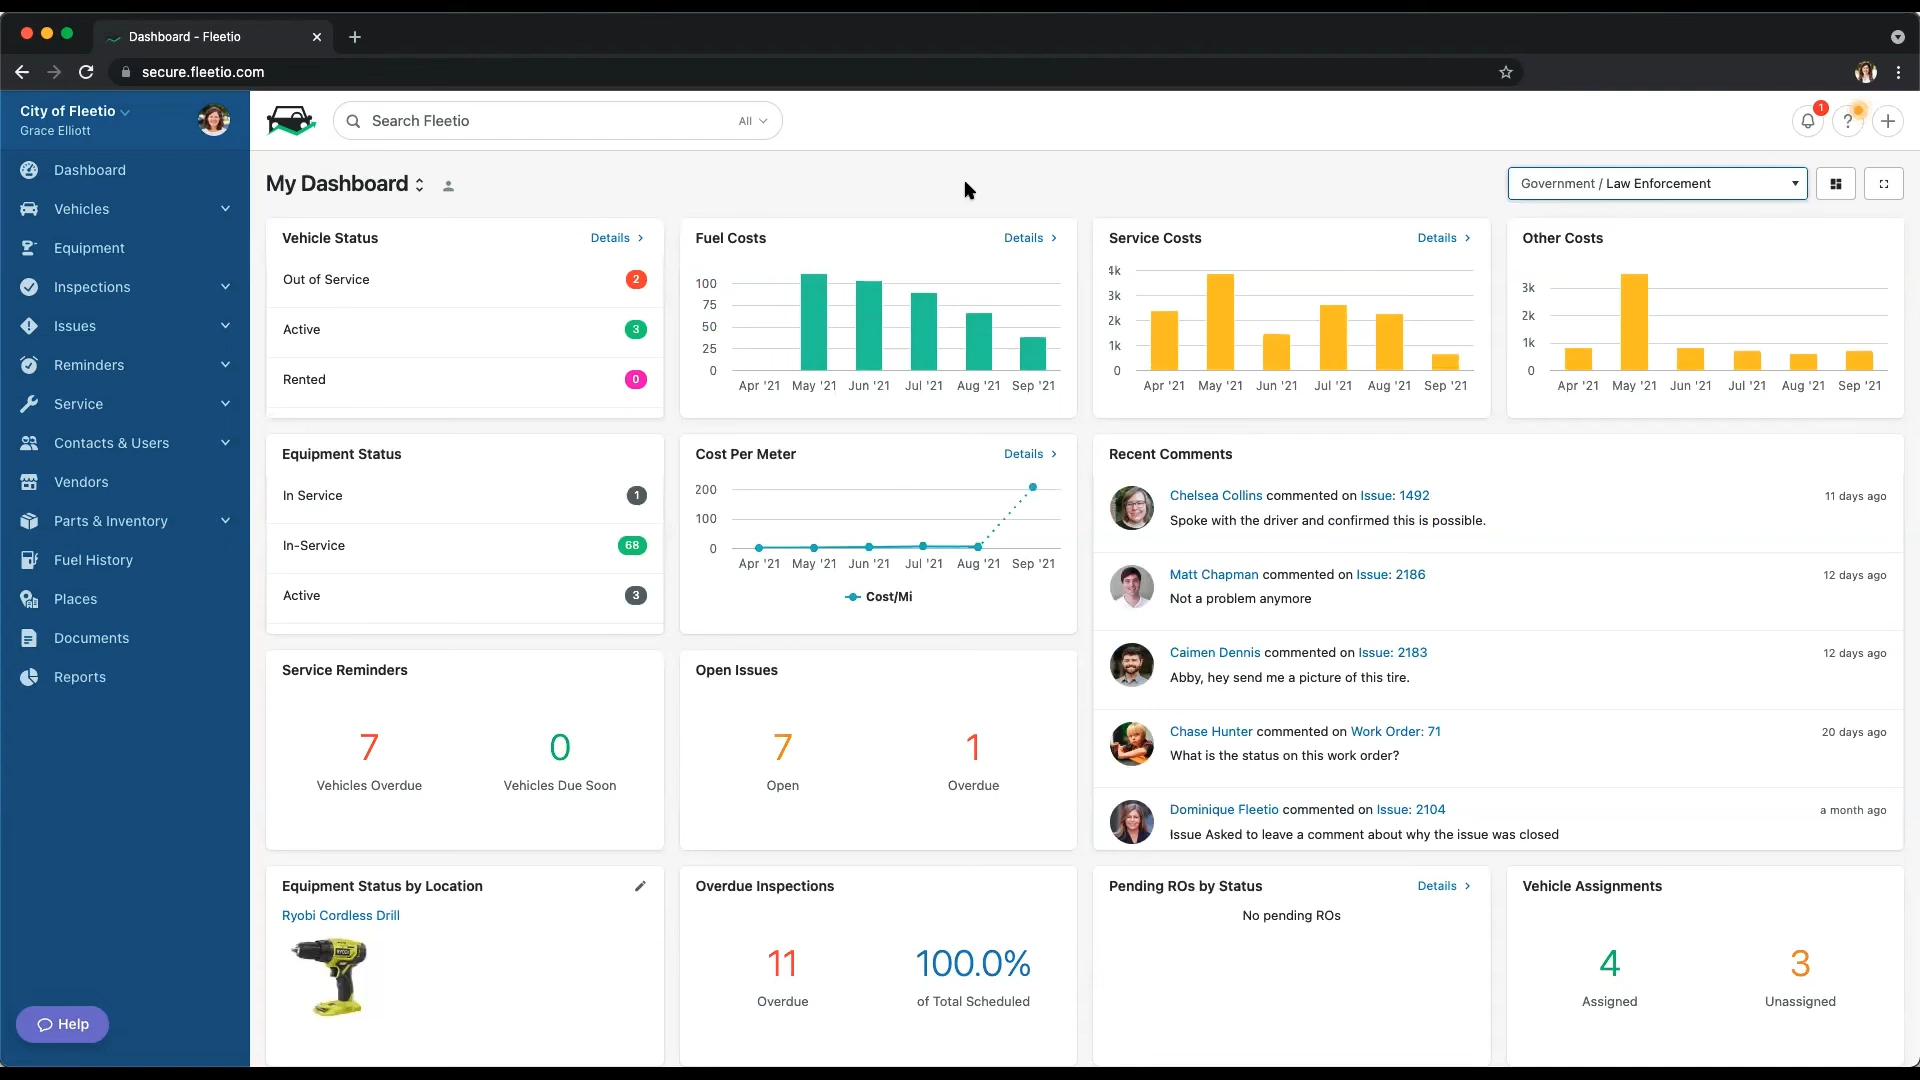 Dashboard - Fleetio
secure.fleetio.com
City of Fleetio
Grace Elliott
Search Fleetio
All
1
?
Dashboard
Vehicles
Equipment
Inspections
Issues
Reminders
Service
Contacts & Users
Vendors
Parts & Inventory
Fuel History
Places
Documents
Reports
Help
My Dashboard
Government / Law Enforcement
Vehicle Status
Details
Out of Service
2
Active
3
Rented
0
Fuel Costs
Details
100
75
50
25
0
Apr '21 May '21 Jun '21 Jul '21 Aug '21 Sep '21
Service Costs
Details
4k
3k
2k
1k
0
Apr '21 May '21 Jun '21 Jul '21 Aug '21 Sep '21
Other Costs
3k
2k
1k
0
Apr '21 May '21 Jun '21 Jul '21 Aug '21 Sep '21
Equipment Status
In Service
1
In-Service
68
Active
3
Cost Per Meter
Details
200
100
0
Apr '21 May '21 Jun '21 Jul '21 Aug '21 Sep '21
Cost/Mi
Recent Comments
Chelsea Collins commented on Issue: 1492
11 days ago
Spoke with the driver and confirmed this is possible.
Matt Chapman commented on Issue: 2186
12 days ago
Not a problem anymore
Caimen Dennis commented on Issue: 2183
12 days ago
Abby, hey send me a picture of this tire.
Chase Hunter commented on Work Order: 71
20 days ago
What is the status on this work order?
Dominique Fleetio commented on Issue: 2104
a month ago
Issue Asked to leave a comment about why the issue was closed
Service Reminders
7
Vehicles Overdue
0
Vehicles Due Soon
Open Issues
7
Open
1
Overdue
Equipment Status by Location
Ryobi Cordless Drill
Overdue Inspections
11
Overdue
100.0%
of Total Scheduled
Pending ROs by Status
Details
No pending ROs
Vehicle Assignments
4
Assigned
3
Unassigned